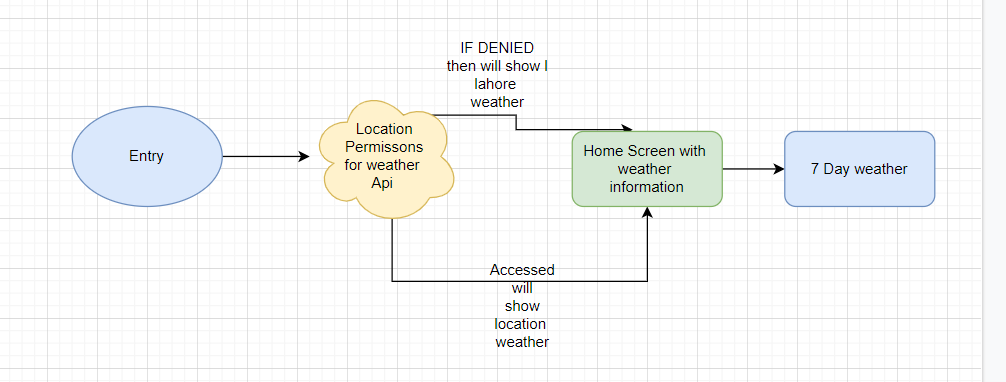 IF DENIED
then will show l
lahore
weather
Entry
Location
Permissons
for weather
Api
Home Screen with
weather
information
7 Day weather
Accessed
will
show
location
weather